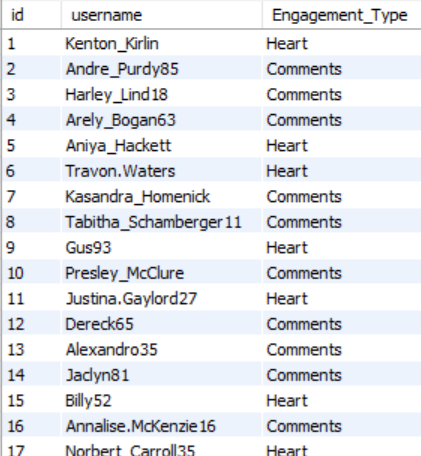 id username Engagement_Type
1 Kenton_Kirlin Heart
2 Andre_Purdy85 Comments
3 Harley_Lind18 Comments
4 Arely_Bogan63 Comments
5 Aniya_Hackett Heart
6 Travon.Waters Heart
7 Kasandra_Homenick Comments
8 Tabitha_Schamberger11 Comments
9 Gus93 Heart
10 Presley_McClure Comments
11 Justina.Gaylord27 Heart
12 Dereck65 Comments
13 Alexandro35 Comments
14 Jaclyn81 Comments
15 Billy52 Heart
16 Annalise.McKenzie16 Comments
17 Norbert_Carroll35 Heart